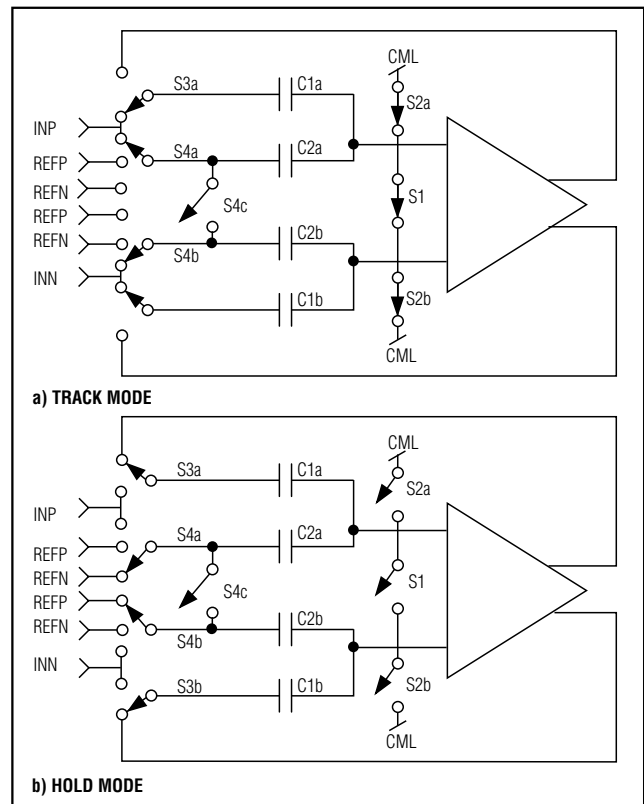 CML
S3a
C1a
S2a
INP
REFP
S4a
C2a
REFN
S4c
S1
REFP
REFN
S4b
C2b
INN
S2b
C1b
CML
a) TRACK MODE
CML
S3a
C1a
S2a
INP
S4a
C2a
REFP
REFN
S4c
S1
REFP
REFN
S4b
C2b
INN
S3b
C1b
S2b
CML
b) HOLD MODE